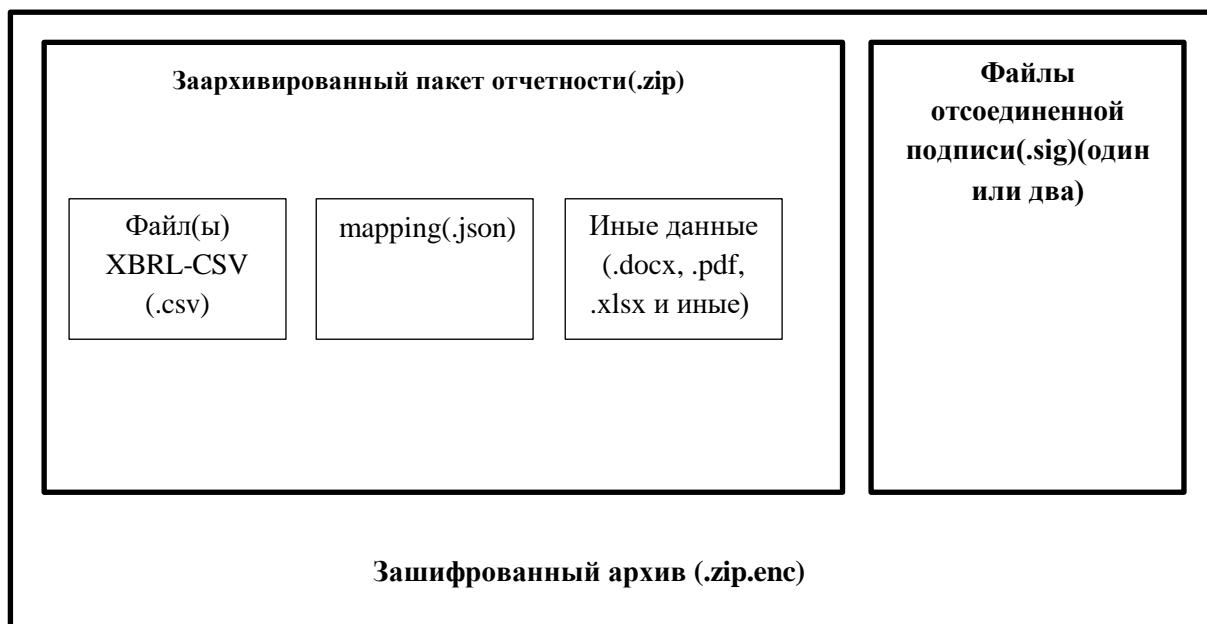 Заархивированный пакет отчетности(.zip)
Файл(ы)
XBRL-CSV
(.csv)
mapping(.json)
Иные данные
(.docx, .pdf,
.xlsx и иные)
Файлы
отсоединенной
подписи(.sig)(один
или два)
Зашифрованный архив (.zip.enc)